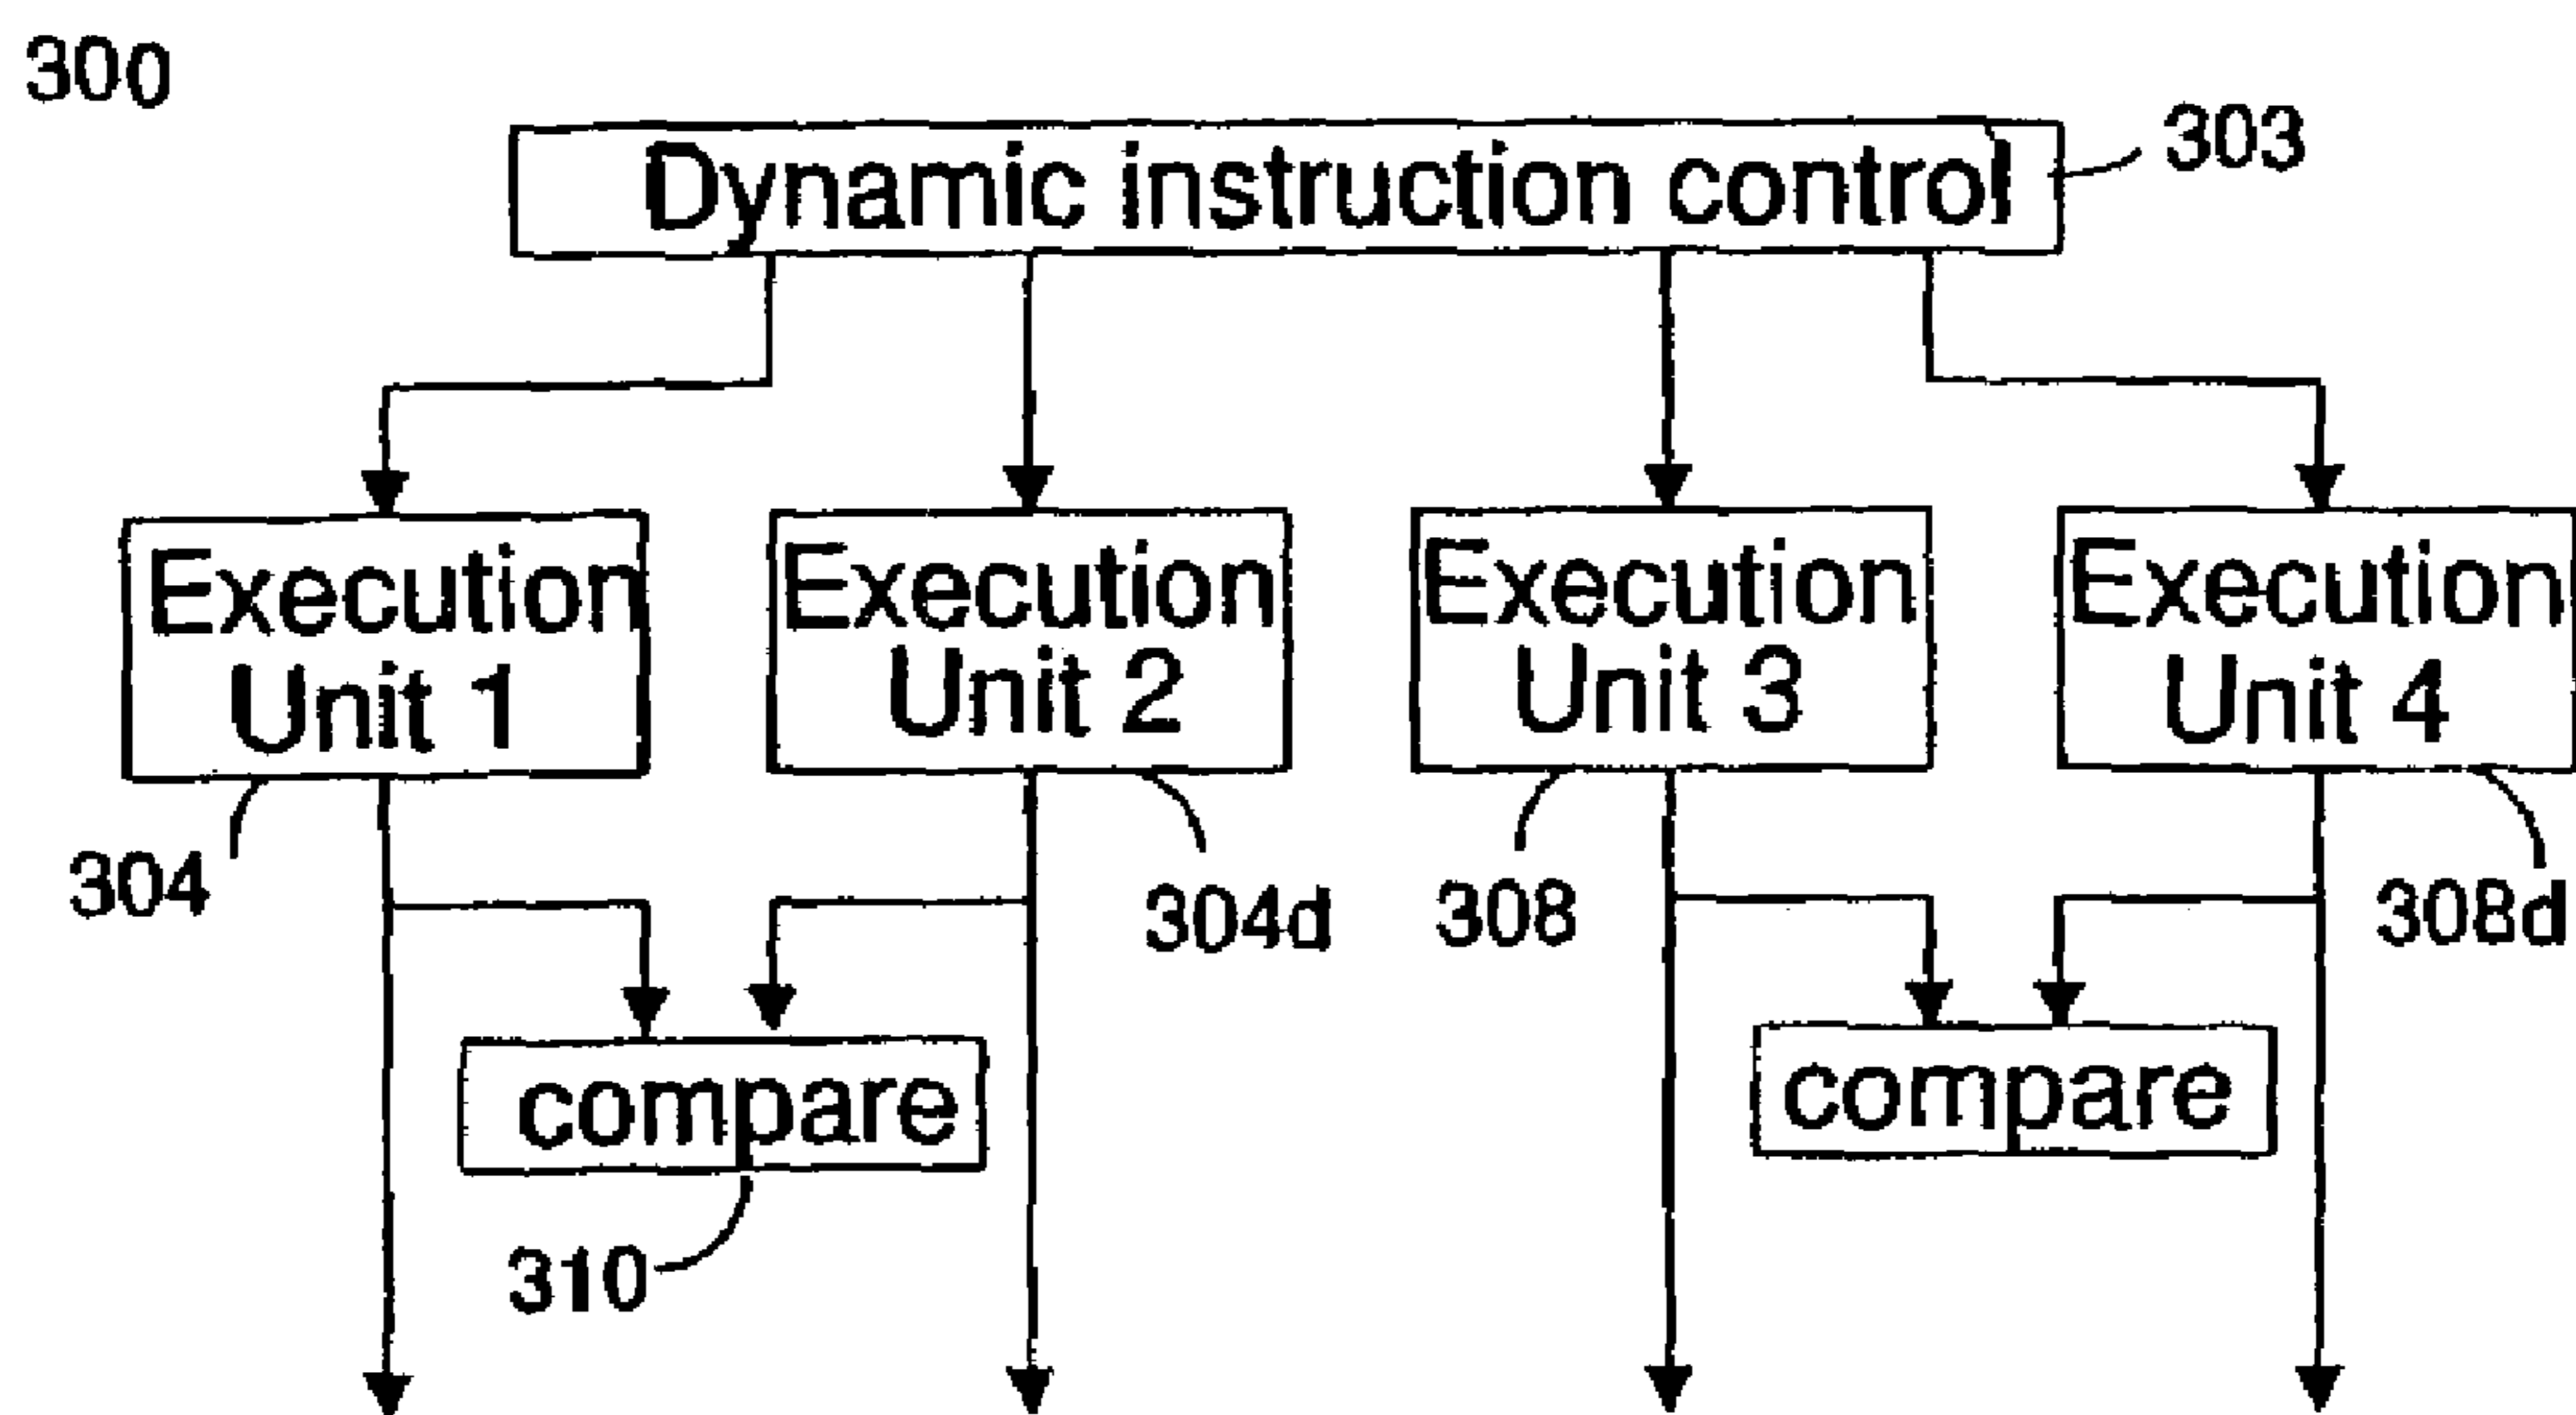 300
Dynamic instruction control
303
Execution
Unit 1
Execution
Unit 2
Execution
Unit 3
Execution
Unit 4
304
304d
308
308d
compare
compare
310